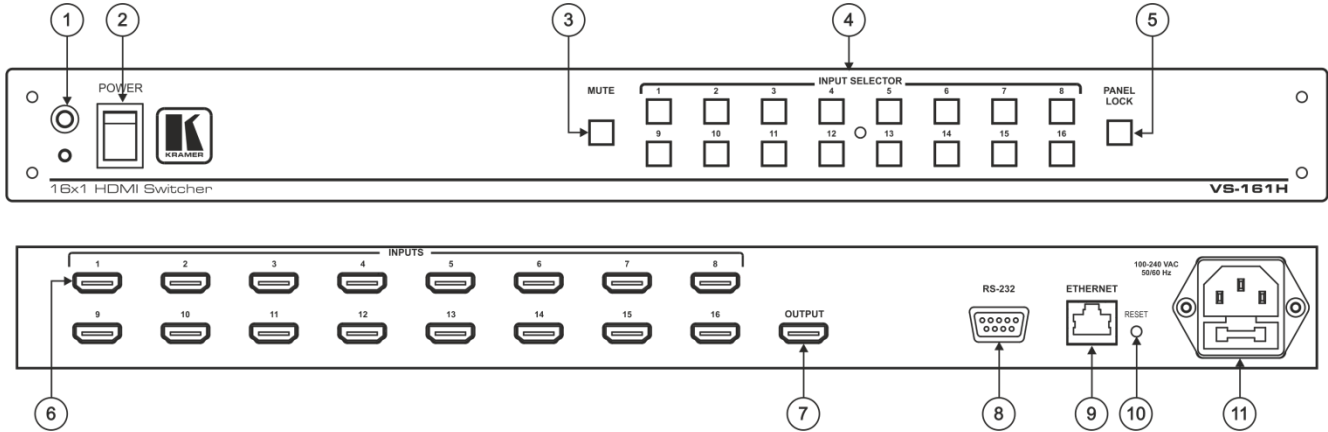 1 2 3 4 5
POWER
MUTE
INPUT SELECTOR
PANEL
LOCK
1 2 3 4 5 6 7 8
9 10 11 12 13 14 15 16
K
KRAMER
16x1 HDMI Switcher
VS-161H
INPUTS
1 2 3 4 5 6 7 8
9 10 11 12 13 14 15 16
OUTPUT
RS-232
ETHERNET
RESET
100-240 VAC
50/60 Hz
6 7 8 9 10 11